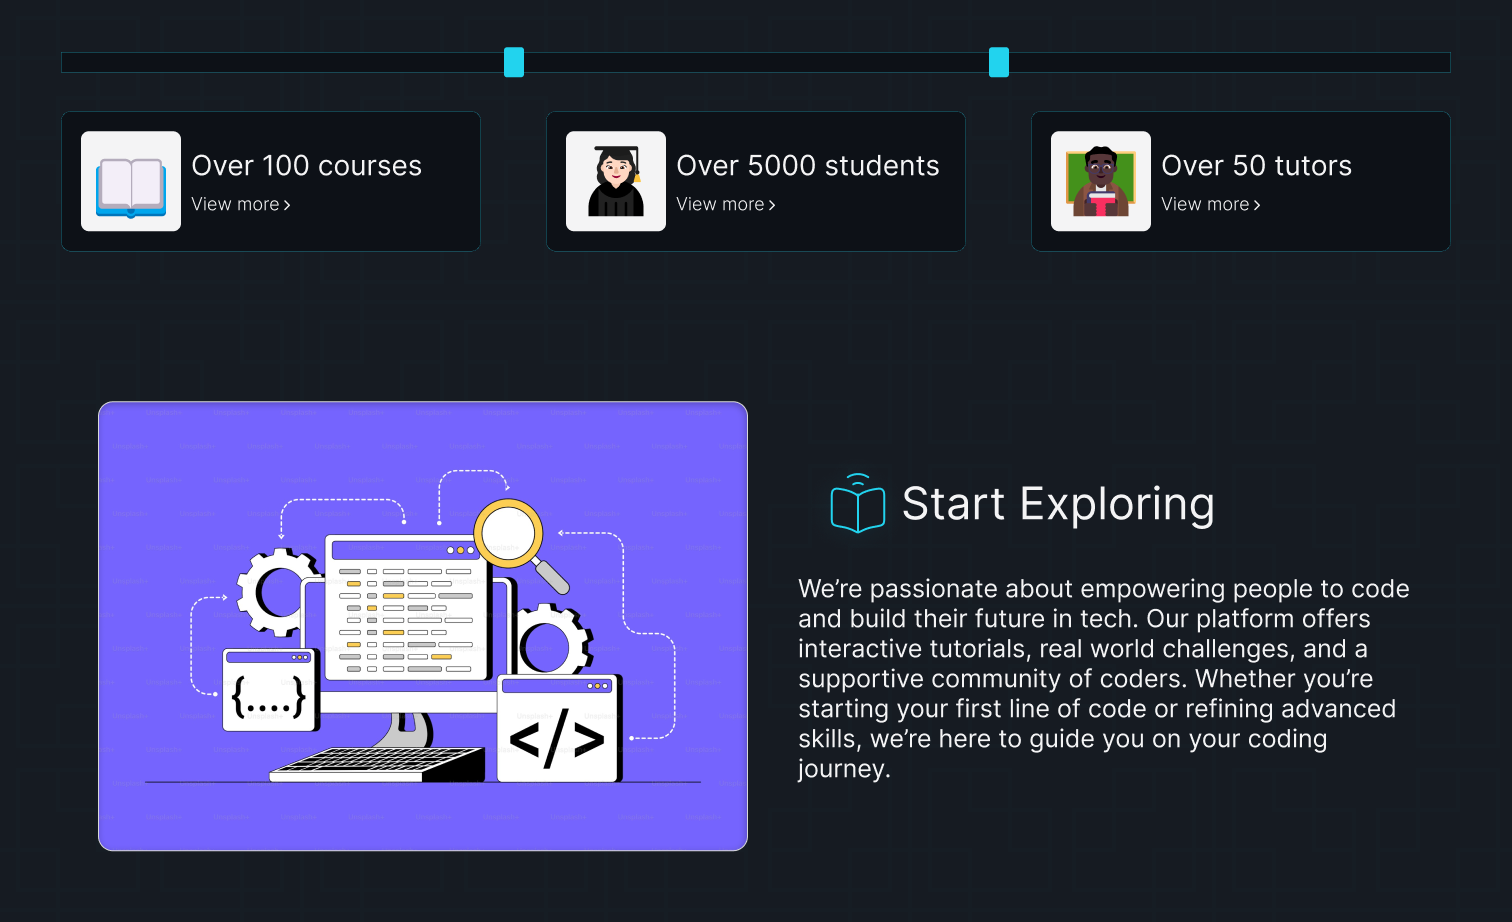 Over 100 courses
View more
Over 5000 students
View more
Over 50 tutors
View more
Start Exploring
We’re passionate about empowering people to code
and build their future in tech. Our platform offers
interactive tutorials, real world challenges, and a
supportive community of coders. Whether you’re
starting your first line of code or refining advanced
skills, we’re here to guide you on your coding
journey.
{....}
</>